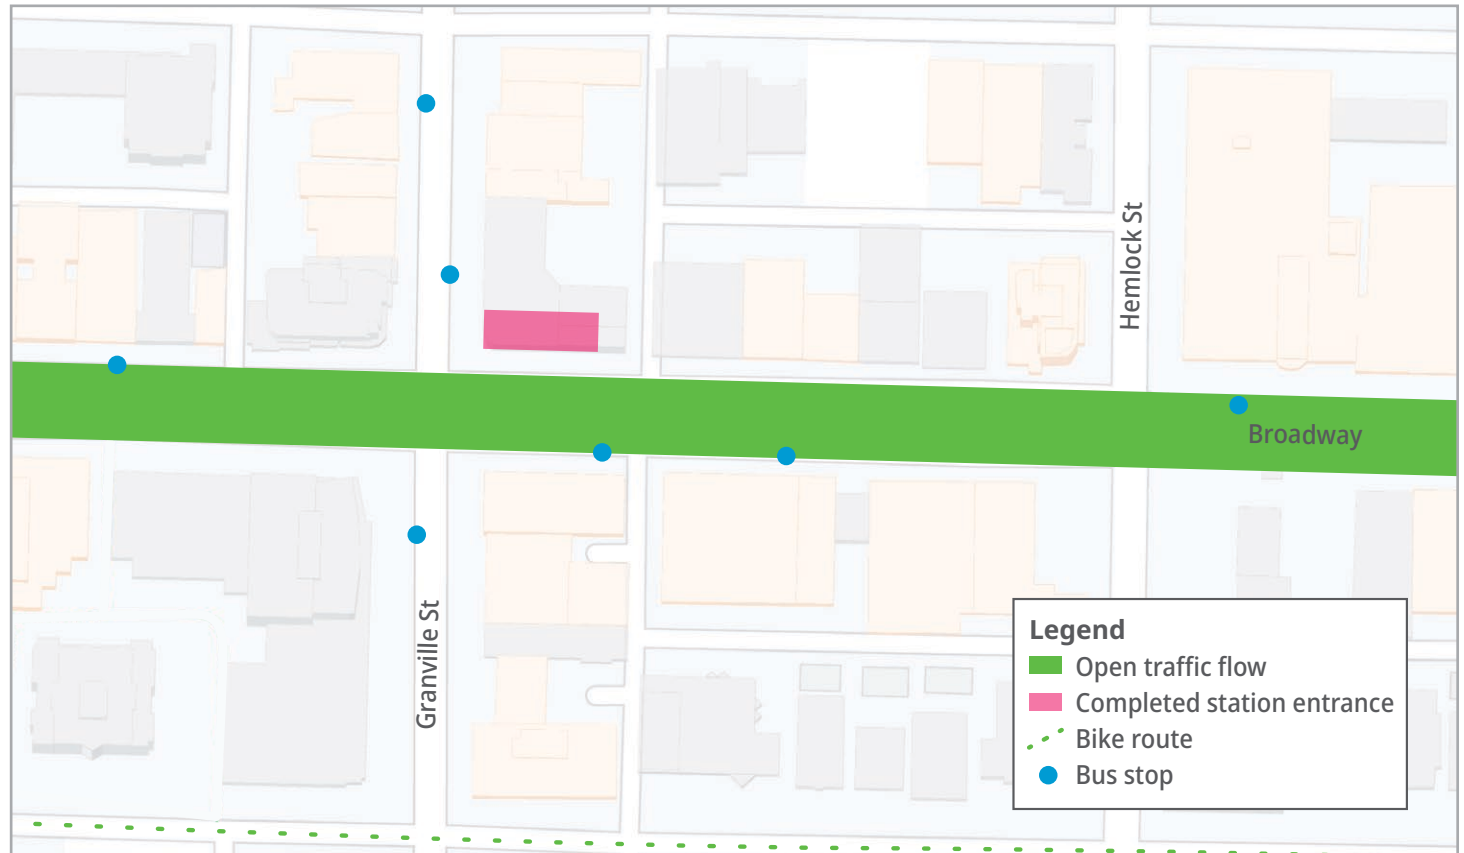 Hemlock St
Broadway
Granville St
Legend
Open traffic flow
Completed station entrance
Bike route
Bus stop